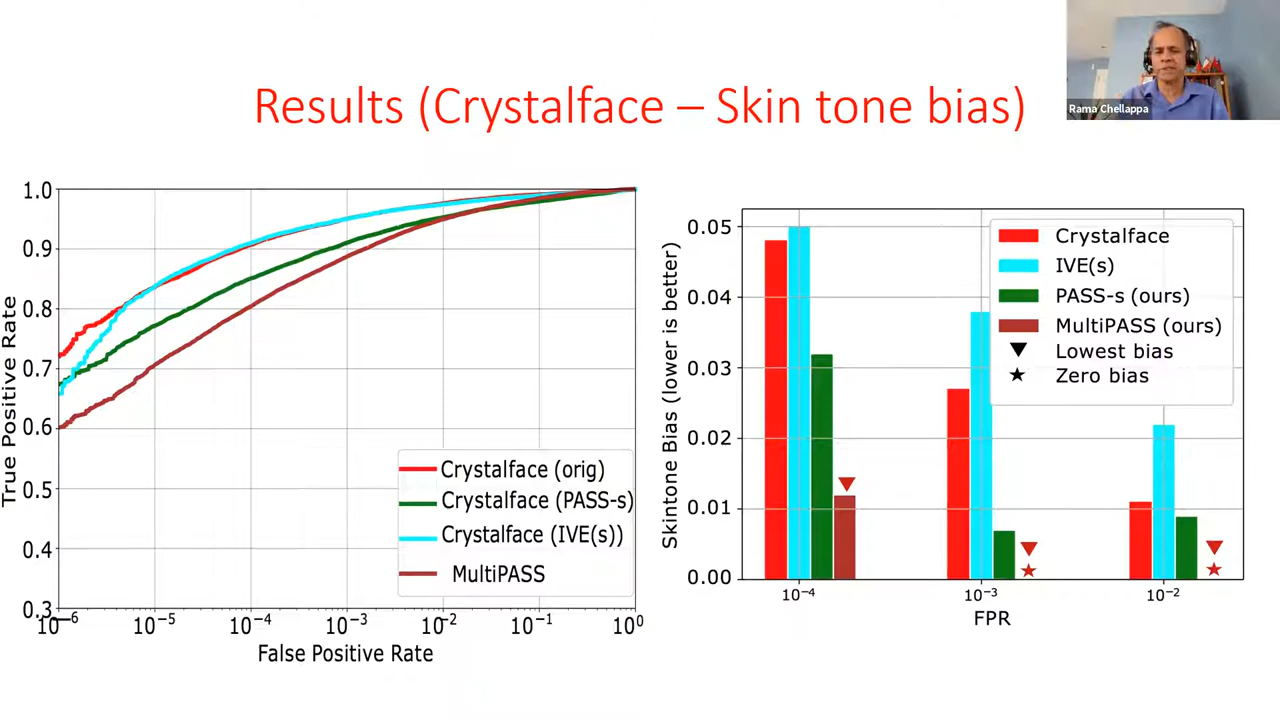 Results (Crystalface – Skin tone bias)
Rama Chellappa
True Positive Rate
1.0
0.9
0.8
0.7
0.6
0.5
0.4
0.3
10⁻⁶
10⁻⁵
10⁻⁴
10⁻³
10⁻²
10⁻¹
10⁰
False Positive Rate
Crystalface (orig)
Crystalface (PASS-s)
Crystalface (IVE(s))
MultiPASS
Skintone Bias (lower is better)
0.05
0.04
0.03
0.02
0.01
0.00
10⁻⁴
10⁻³
10⁻²
FPR
Crystalface
IVE(s)
PASS-s (ours)
MultiPASS (ours)
Lowest bias
Zero bias